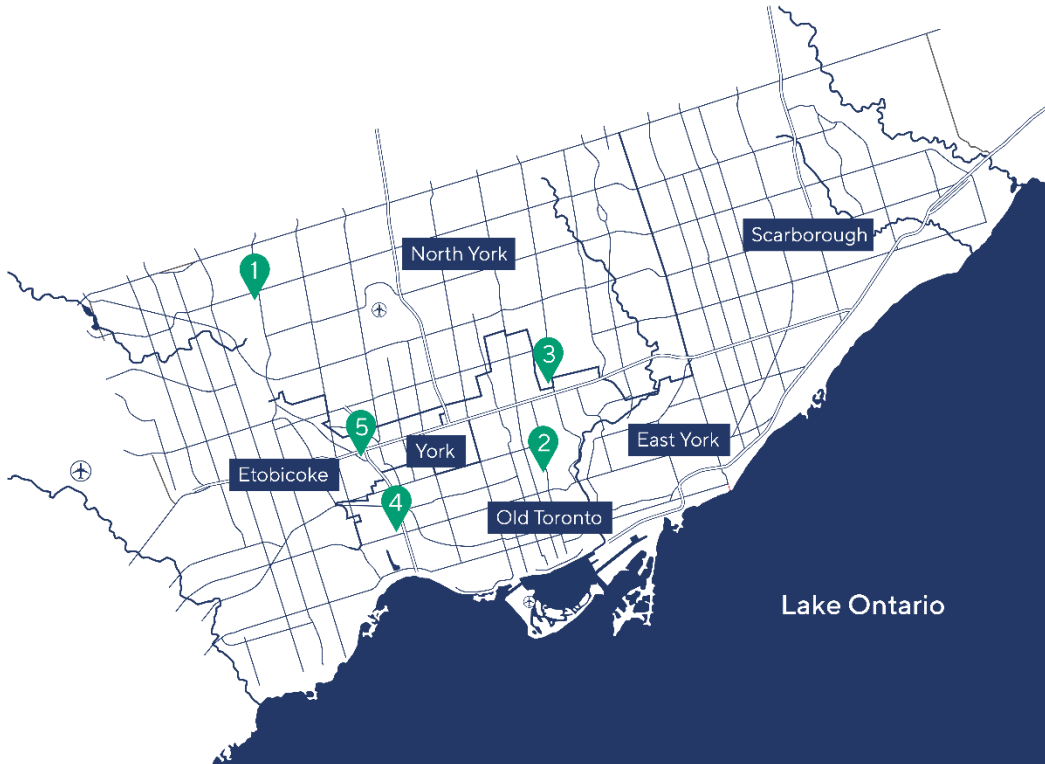 Scarborough
North York
1
3
5
York
2
East York
Etobicoke
4
Old Toronto
Lake Ontario